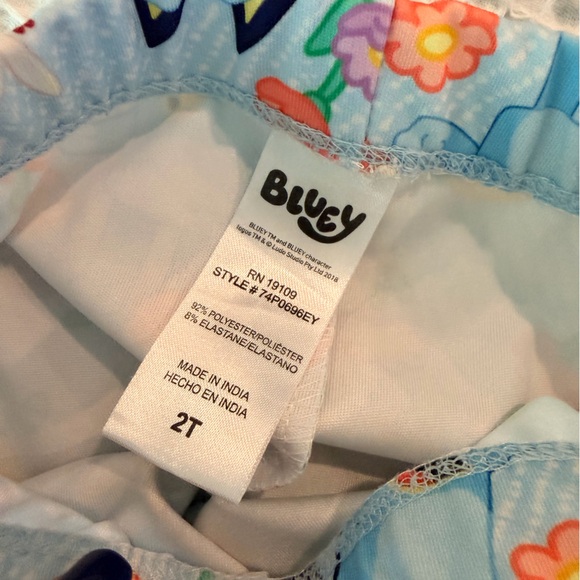 BLUEY
BLUEY TM and BLUEY character
logos TM & © Ludo Studio Pty Ltd 2018
RN 19109
STYLE# 74P0696EY
92% POLYESTER/POLIÉSTER
8% ELASTANE/ELASTANO
MADE IN INDIA
HECHO EN INDIA
2T